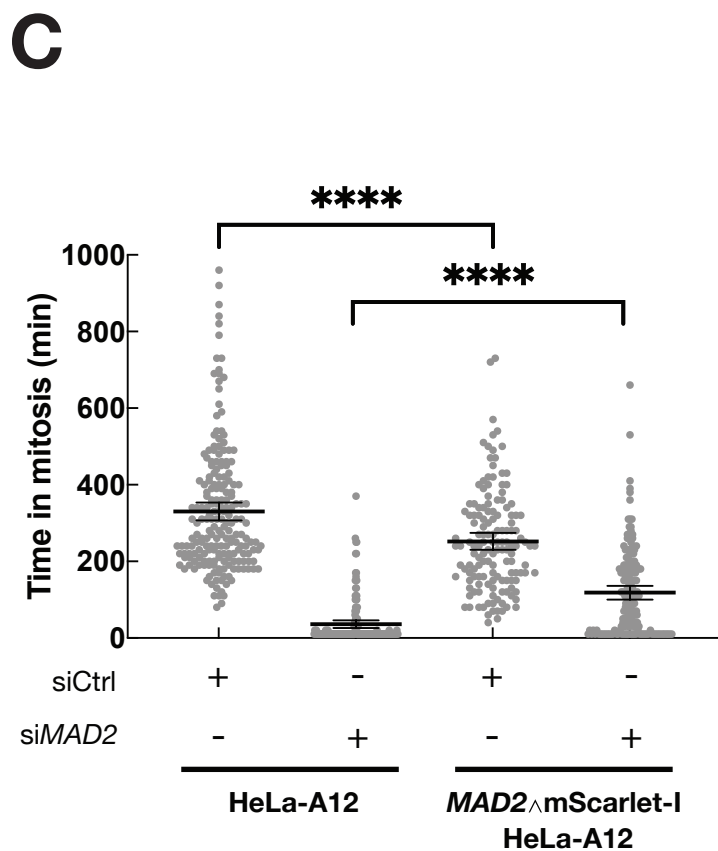 C
****
****
1000
800
600
400
200
0
Time in mitosis (min)
siCtrl + - + -
siMAD2 - + - +
HeLa-A12 MAD2^mScarlet-I
HeLa-A12